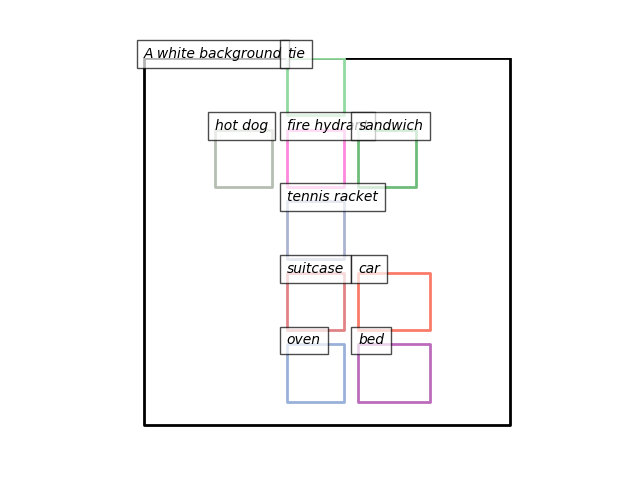 A white background
tie
hot dog
fire hydrant
sandwich
tennis racket
suitcase
car
oven
bed